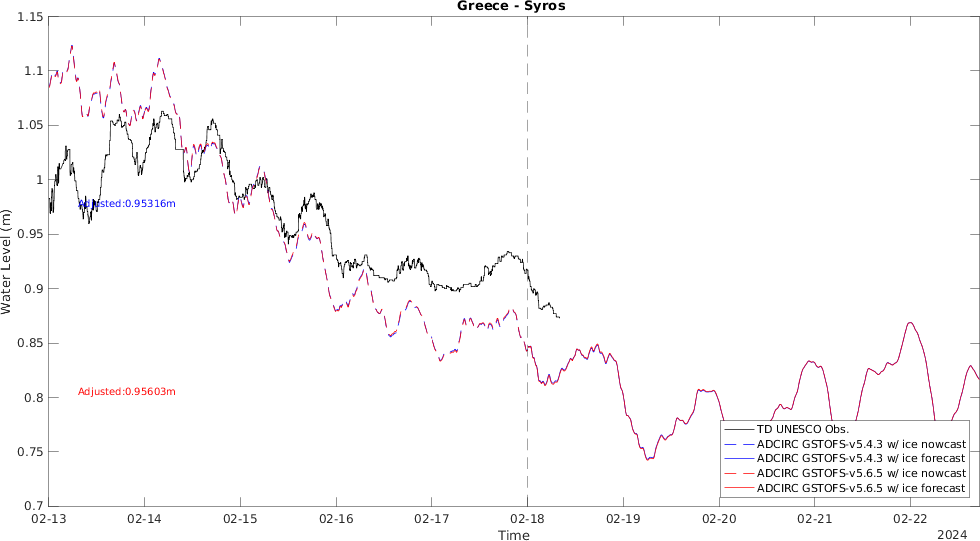 Greece - Syros
1.15
1.1
1.05
1
0.95
0.9
0.85
0.8
0.75
0.7
Water Level (m)
Adjusted:0.95316m
Adjusted:0.95603m
TD UNESCO Obs.
ADCIRC GSTOFS-v5.4.3 w/ ice nowcast
ADCIRC GSTOFS-v5.4.3 w/ ice forecast
ADCIRC GSTOFS-v5.6.5 w/ ice nowcast
ADCIRC GSTOFS-v5.6.5 w/ ice forecast
02-13 02-14 02-15 02-16 02-17 02-18 02-19 02-20 02-21 02-22
Time
2024